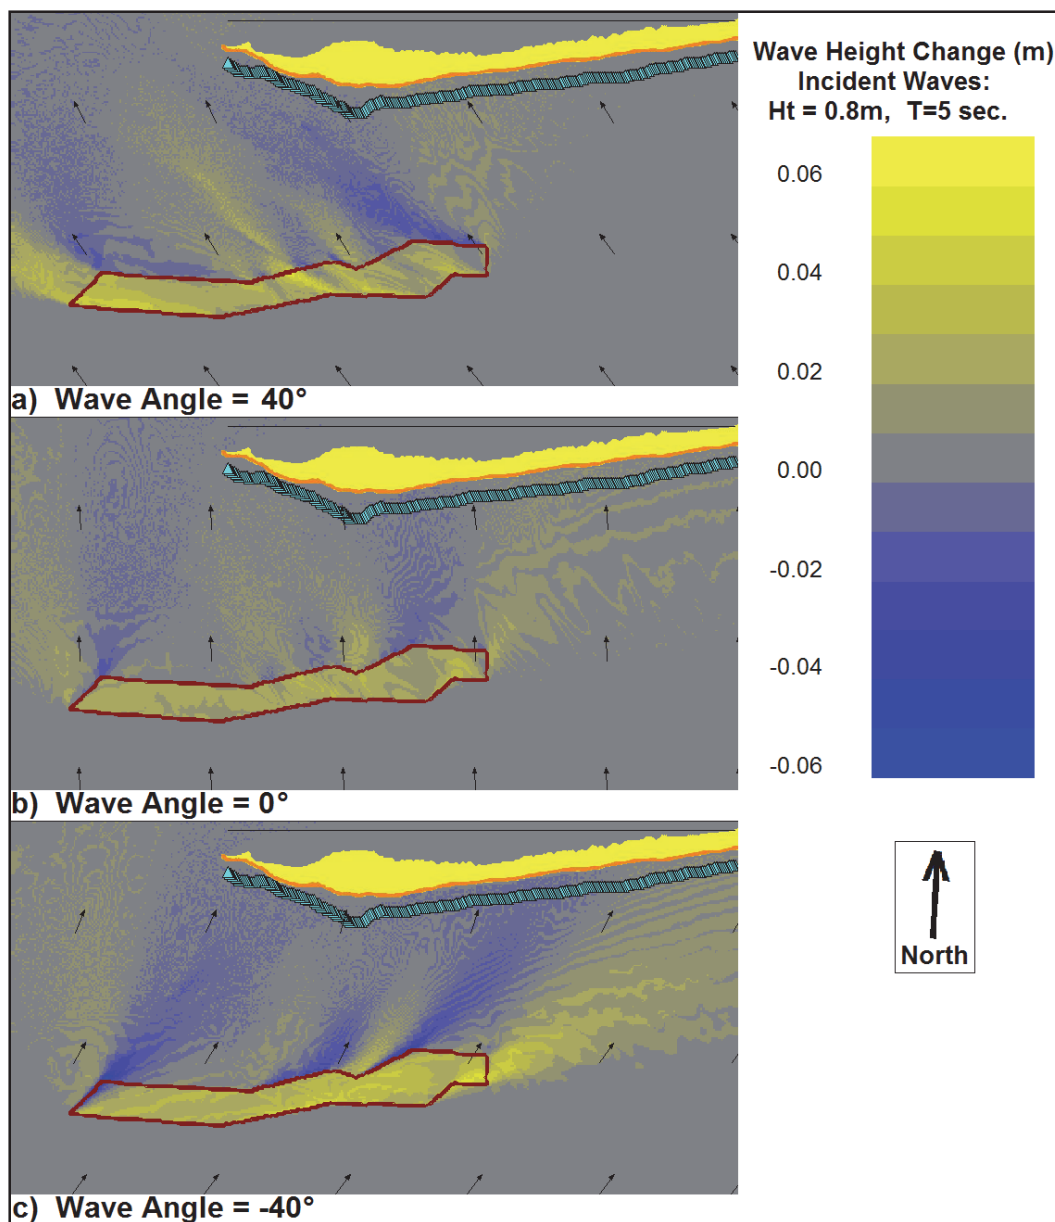 Wave Height Change (m)
Incident Waves:
Ht = 0.8m, T=5 sec.
0.06
0.04
0.02
0.00
-0.02
-0.04
-0.06
a) Wave Angle = 40°
b) Wave Angle = 0°
North
c) Wave Angle = -40°